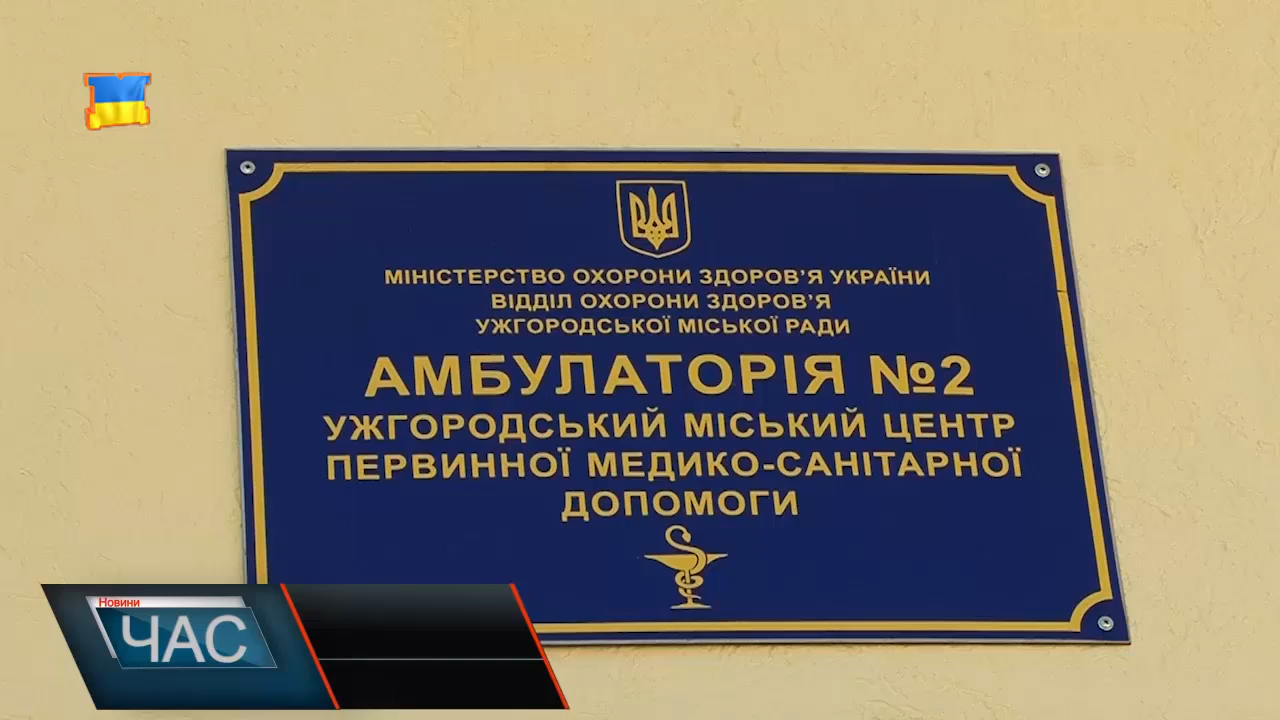 МІНІСТЕРСТВО ОХОРОНИ ЗДОРОВ'Я УКРАЇНИ
ВІДДІЛ ОХОРОНИ ЗДОРОВ'Я
УЖГОРОДСЬКОЇ МІСЬКОЇ РАДИ
АМБУЛАТОРІЯ №2
УЖГОРОДСЬКИЙ МІСЬКИЙ ЦЕНТР
ПЕРВИННОЇ МЕДИКО-САНІТАРНОЇ
ДОПОМОГИ
Новини
ЧАС